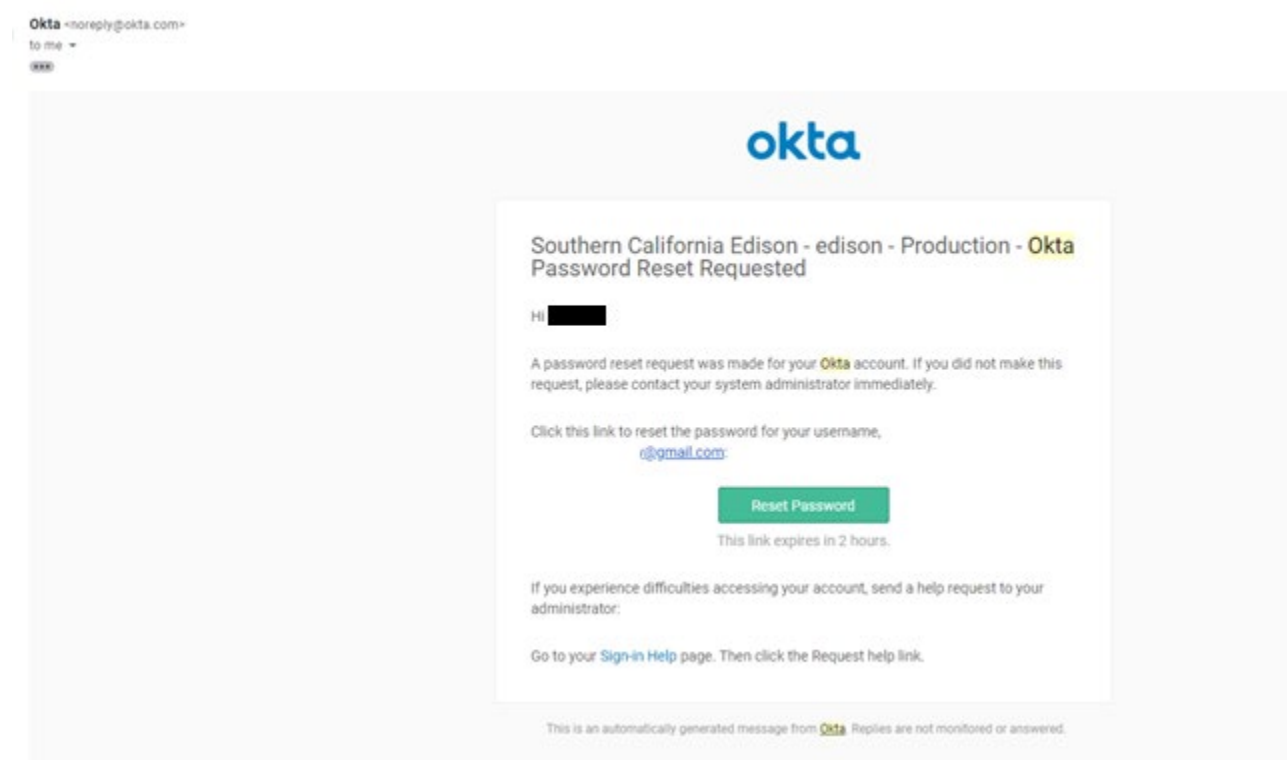 Okta <noreply@okta.com>
to me
okta
Southern California Edison - edison - Production - Okta
Password Reset Requested
Hi
A password reset request was made for your Okta account. If you did not make this
request, please contact your system administrator immediately.
Click this link to reset the password for your username,
@gmail.com:
Reset Password
This link expires in 2 hours.
If you experience difficulties accessing your account, send a help request to your
administrator:
Go to your Sign-in Help page. Then click the Request help link.
This is an automatically generated message from Okta. Replies are not monitored or answered.